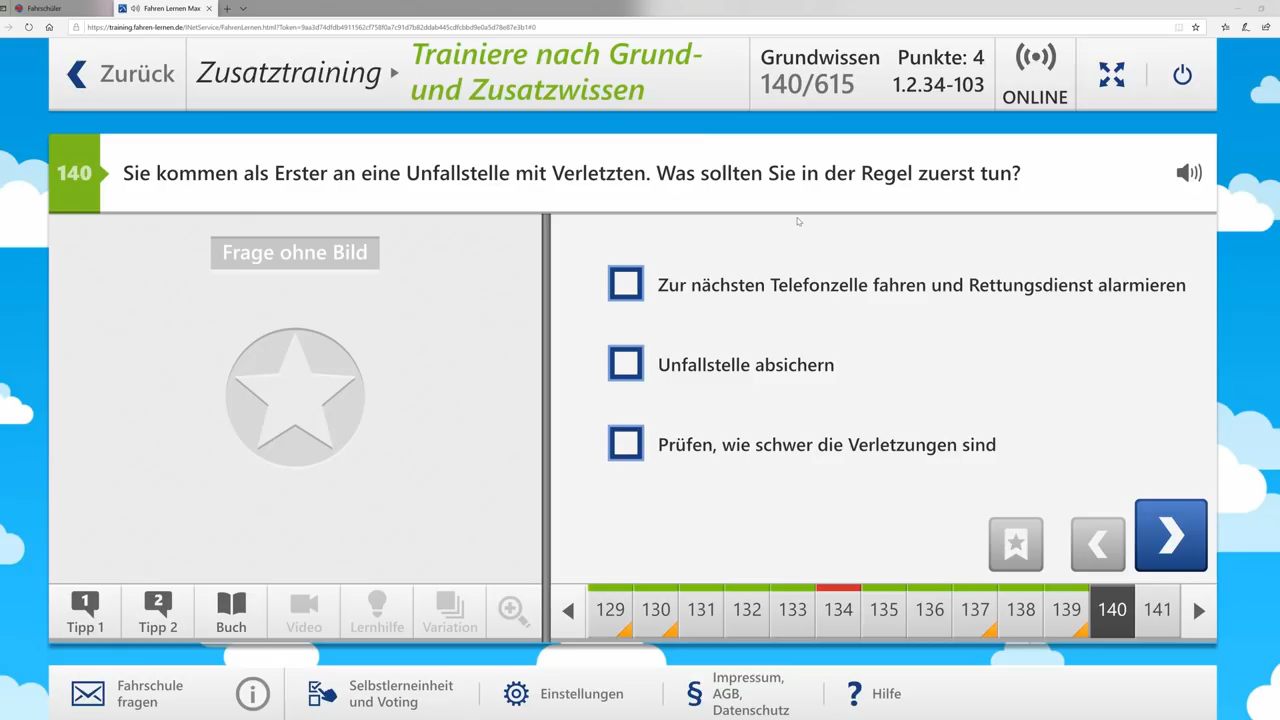 Fahrschüler
Fahren Lernen Max
Zurück
Zusatztraining
Trainiere nach Grund-
und Zusatzwissen
Grundwissen
140/615
Punkte: 4
1.2.34-103
ONLINE
140
Sie kommen als Erster an eine Unfallstelle mit Verletzten. Was sollten Sie in der Regel zuerst tun?
Frage ohne Bild
Zur nächsten Telefonzelle fahren und Rettungsdienst alarmieren
Unfallstelle absichern
Prüfen, wie schwer die Verletzungen sind
1
Tipp 1
2
Tipp 2
Buch
Video
Lernhilfe
Variation
129 130 131 132 133 134 135 136 137 138 139 140 141
Fahrschule
fragen
Selbstlerneinheit
und Voting
Einstellungen
§
Impressum,
AGB,
Datenschutz
?
Hilfe